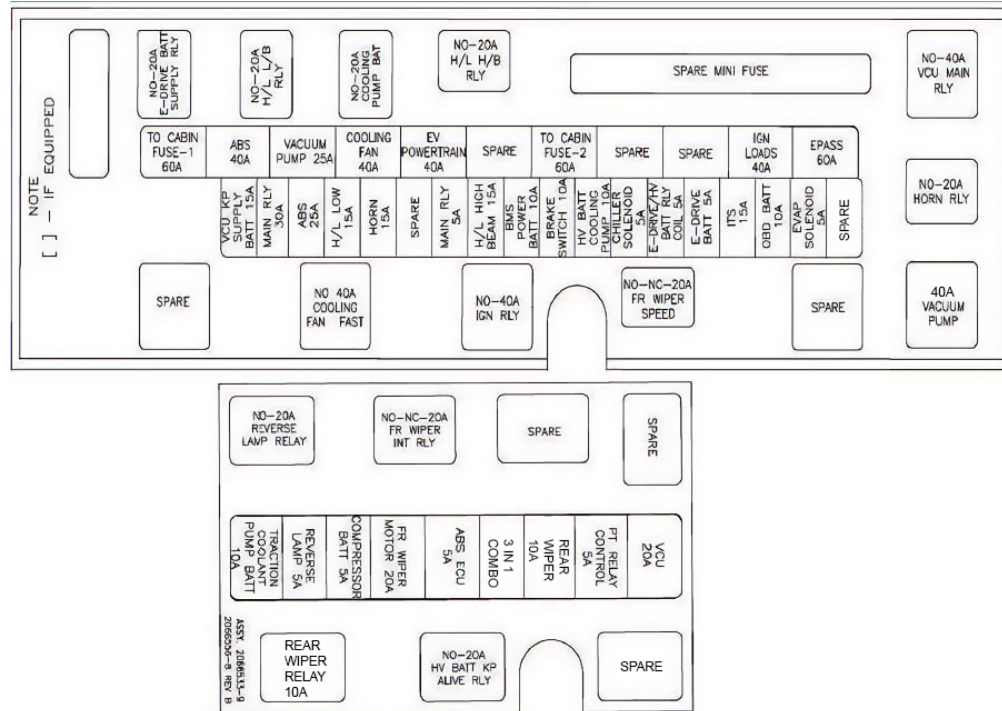 NOTE
[ ] - IF EQUIPPED
NO-20A
E-DRIVE BATT
SUPPLY RLY
NO-20A
H/L L/B
RLY
NO-20A
COOLING
PUMP BAT
NO-20A
H/L H/B
RLY
SPARE MINI FUSE
NO-40A
VCU MAIN
RLY
TO CABIN
FUSE-1
60A
ABS
40A
VACUUM
PUMP 25A
COOLING
FAN
40A
EV
POWERTRAIN
40A
SPARE
TO CABIN
FUSE-2
60A
SPARE
SPARE
IGN
LOADS
40A
EPASS
60A
VCU KP
SUPPLY
BATT 15A
MAIN RLY
30A
ABS
25A
H/L LOW
15A
HORN
15A
SPARE
MAIN RLY
5A
H/L HIGH
BEAM 15A
BMS
POWER
BATT 10A
BRAKE
SWITCH 10A
HV BATT
COOLING
PUMP 10A
CHILLER
SOLENOID
5A
E-DRIVE/HV
BATT RLY
COIL 5A
E-DRIVE
BATT 5A
ITS
15A
OBD BATT
10A
EVAP
SOLENOID
5A
SPARE
NO-20A
HORN RLY
SPARE
NO 40A
COOLING
FAN FAST
NO-40A
IGN RLY
NO-NC-20A
FR WIPER
SPEED
SPARE
40A
VACUUM
PUMP
NO-20A
REVERSE
LAMP RELAY
NO-NC-20A
FR WIPER
INT RLY
SPARE
SPARE
TRACTION
COOLANT
PUMP BATT
10A
REVERSE
LAMP 5A
COMPRESSOR
BATT 5A
FR WIPER
MOTOR 20A
ABS ECU
5A
3 IN 1
COMBO
REAR
WIPER
10A
PT RELAY
CONTROL
5A
VCU
20A
ASSY.
REV B
REAR
WIPER
RELAY
10A
NO-20A
HV BATT KP
ALIVE RLY
SPARE